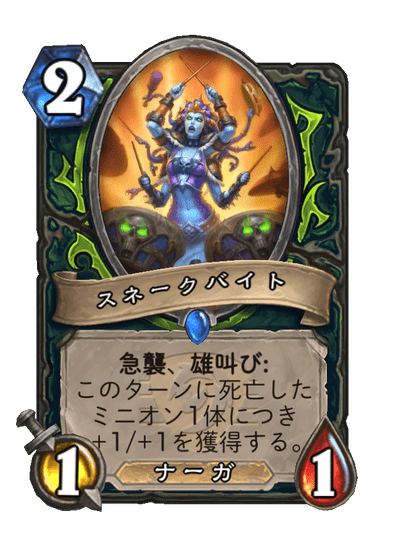 2
スネークバイト
急襲、雄叫び:
このターンに死亡した
ミニオン1体につき
+1/+1を獲得する。
ナーガ
1
1